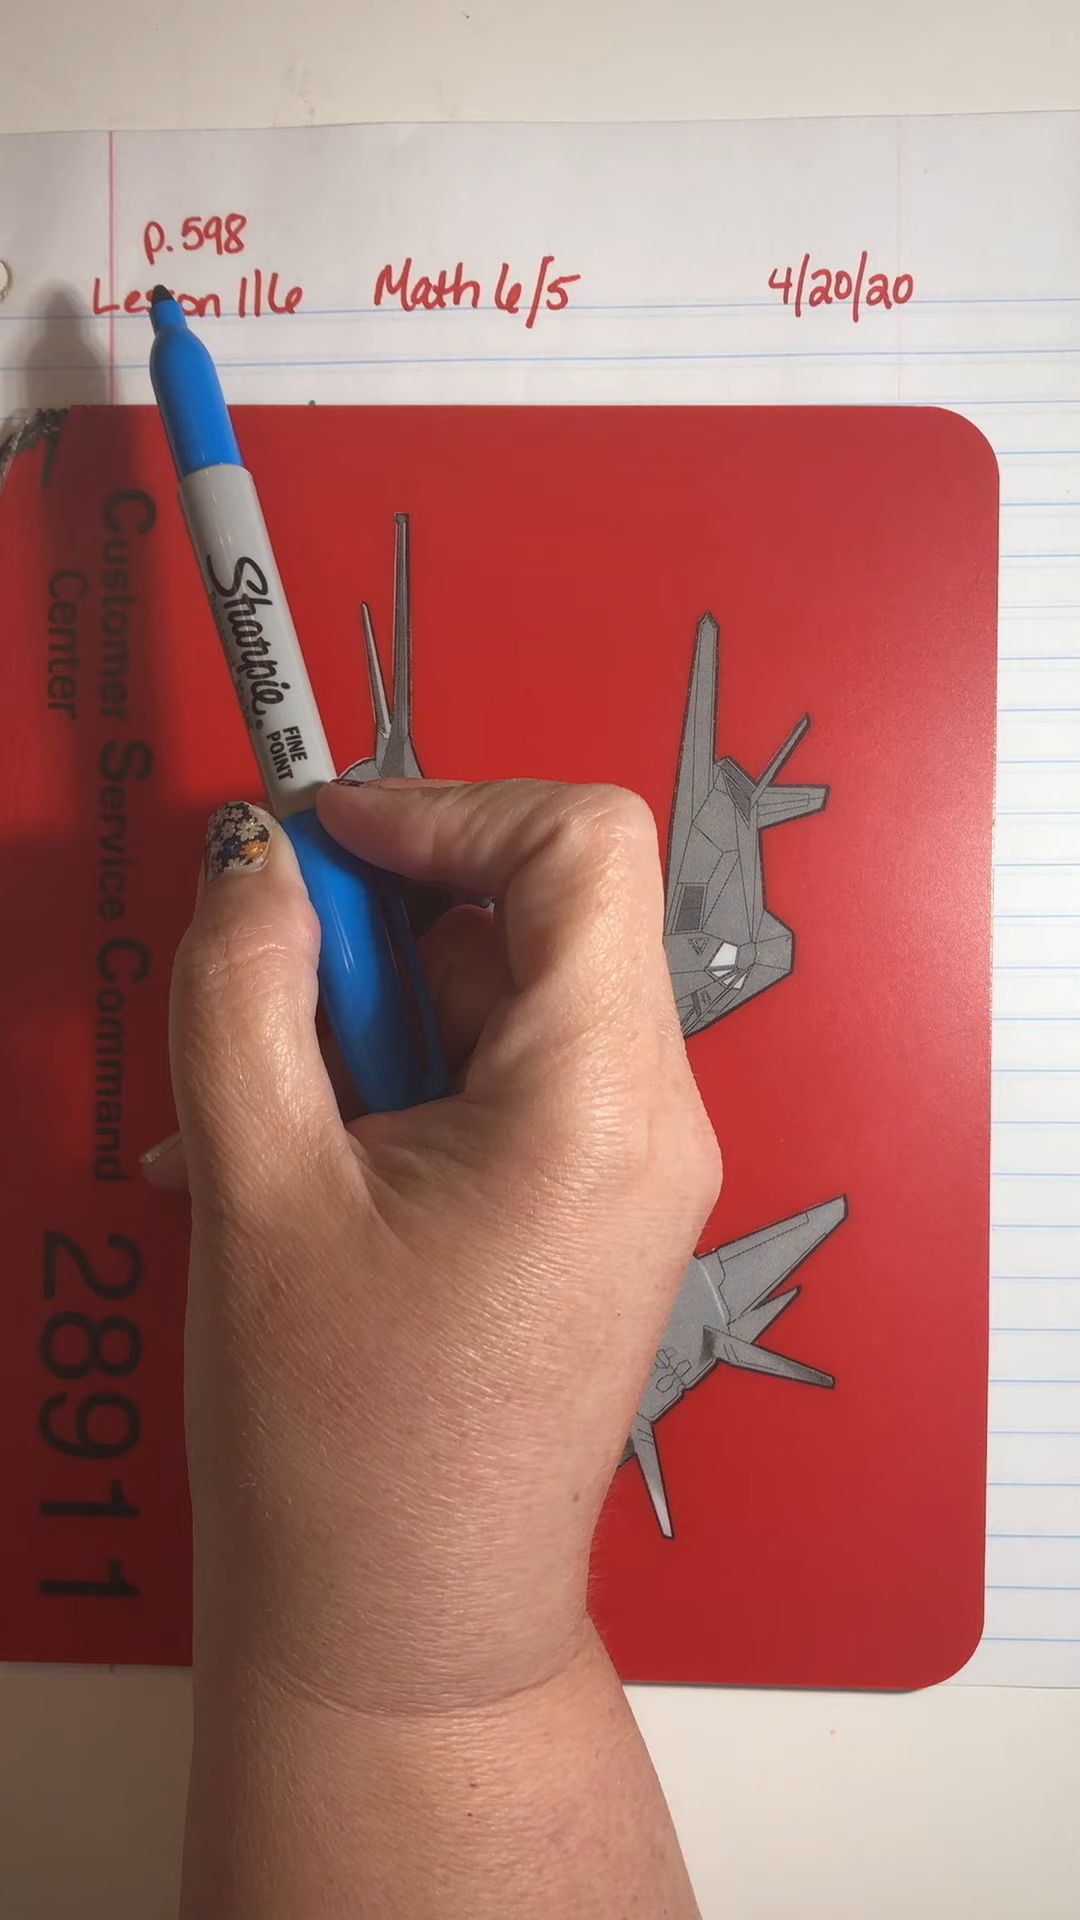 p. 598
Lesson 116 Math 6/5 4/20/20
Sharpie.
FINE
POINT
Customer Service Command
Center
28911